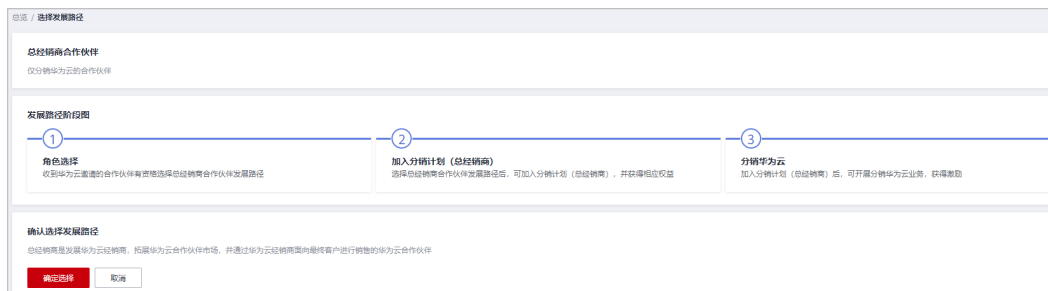 总览 / 选择发展路径
总经销商合作伙伴
仅分销华为云的合作伙伴
发展路径阶段图
1
2
3
角色选择
加入分销计划（总经销商）
分销华为云
收到华为云邀请的合作伙伴有资格选择总经销商合作伙伴发展路径
选择总经销商合作伙伴发展路径后，可加入分销计划（总经销商），并获得相应权益
加入分销计划（总经销商）后，可开展分销华为云业务，获得激励
确认选择发展路径
总经销商是发展华为云经销商，拓展华为云合作伙伴市场，并通过华为云经销商面向最终客户进行销售的华为云合作伙伴
确定选择
取消